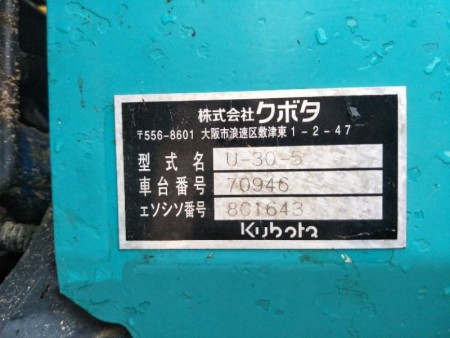 株式会社クボタ
〒556-8601 大阪市浪速区敷津東1-2-47
型式名 U-30-5
車台番号 70946
エソシソ番号 8C1643
Kubota